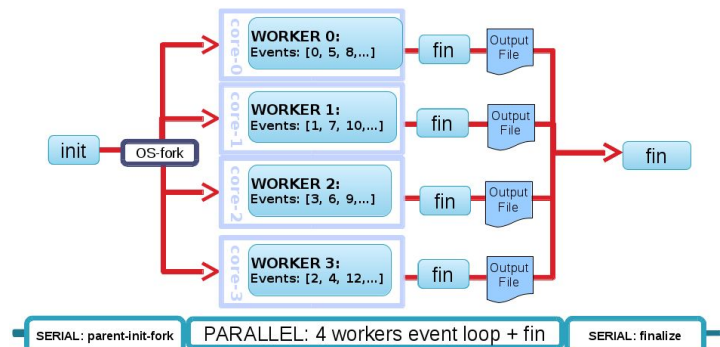 init
OS-fork
core-0
WORKER 0:
Events: [0, 5, 8,...]
fin
Output
File
core-1
WORKER 1:
Events: [1, 7, 10,...]
fin
Output
File
core-2
WORKER 2:
Events: [3, 6, 9,...]
fin
Output
File
core-3
WORKER 3:
Events: [2, 4, 12,...]
fin
Output
File
fin
SERIAL: parent-init-fork
PARALLEL: 4 workers event loop + fin
SERIAL: finalize